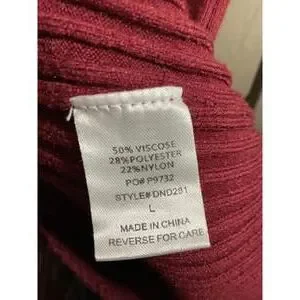 50% VISCOSE
28%POLYESTER
22%NYLON
PO# P9732
STYLE# DND281
L
MADE IN CHINA
REVERSE FOR CARE